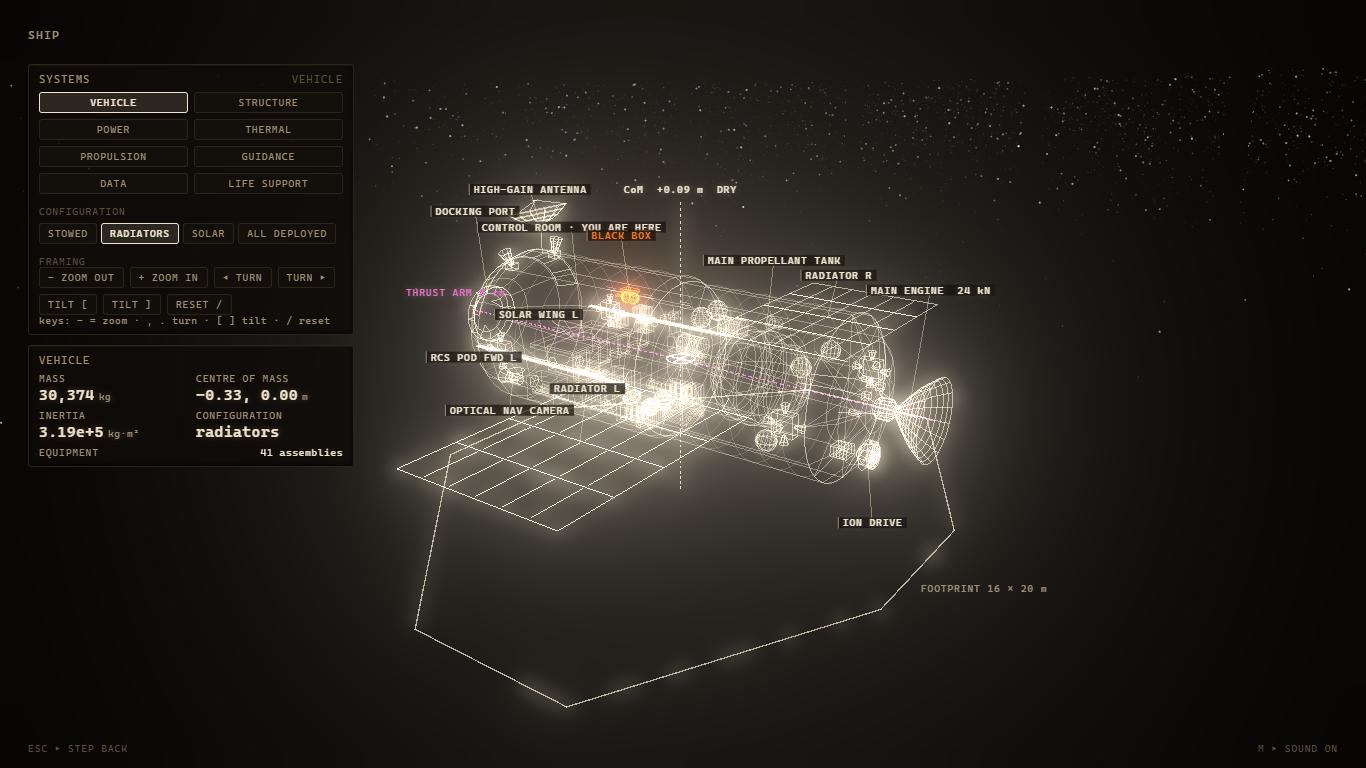 SHIP
SYSTEMS VEHICLE
VEHICLE STRUCTURE
POWER THERMAL
PROPULSION GUIDANCE
DATA LIFE SUPPORT
CONFIGURATION
STOWED RADIATORS SOLAR ALL DEPLOYED
FRAMING
− ZOOM OUT + ZOOM IN ◂ TURN TURN ▸
TILT [ TILT ] RESET /
keys: − = zoom · , . turn · [ ] tilt · / reset
VEHICLE
MASS CENTRE OF MASS
30,374 kg −0.33, 0.00 m
INERTIA CONFIGURATION
3.19e+5 kg·m² radiators
EQUIPMENT 41 assemblies
HIGH−GAIN ANTENNA
CoM +0.09 m DRY
DOCKING PORT
CONTROL ROOM · YOU ARE HERE
BLACK BOX
MAIN PROPELLANT TANK
RADIATOR R
MAIN ENGINE 24 kN
THRUST ARM
SOLAR WING L
RCS POD FWD L
RADIATOR L
OPTICAL NAV CAMERA
ION DRIVE
FOOTPRINT 16 × 20 m
ESC ▸ STEP BACK
M ▸ SOUND ON